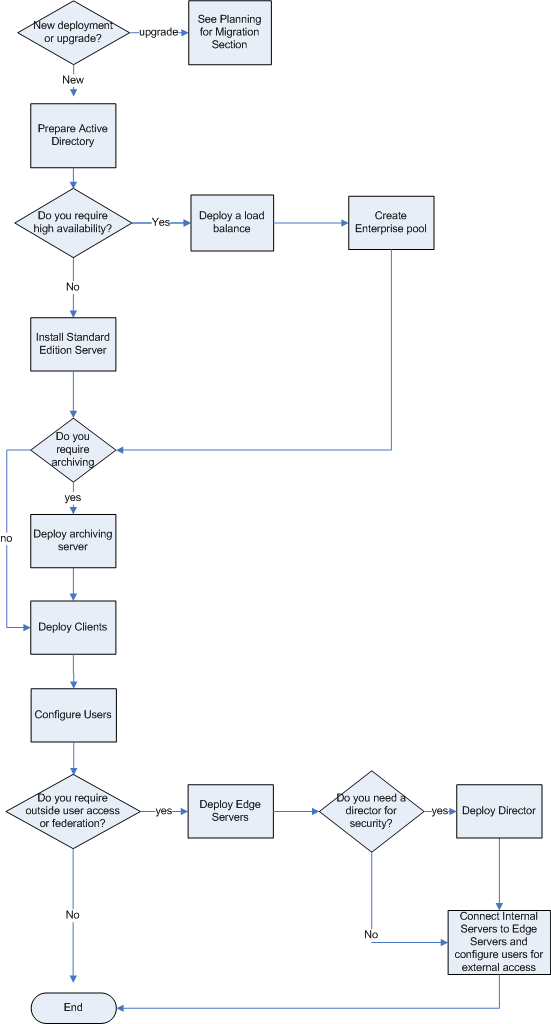 New deployment
or upgrade?
upgrade
See Planning
for Migration
Section
New
Prepare Active
Directory
Do you require
high availability?
Yes
Deploy a load
balance
Create
Enterprise pool
No
Install Standard
Edition Server
Do you
require
archiving
yes
no
Deploy archiving
server
Deploy Clients
Configure Users
Do you require
outside user access
or federation?
yes
Deploy Edge
Servers
Do you need a
director for
security?
yes
Deploy Director
No
No
Connect Internal
Servers to Edge
Servers and
configure users for
external access
End